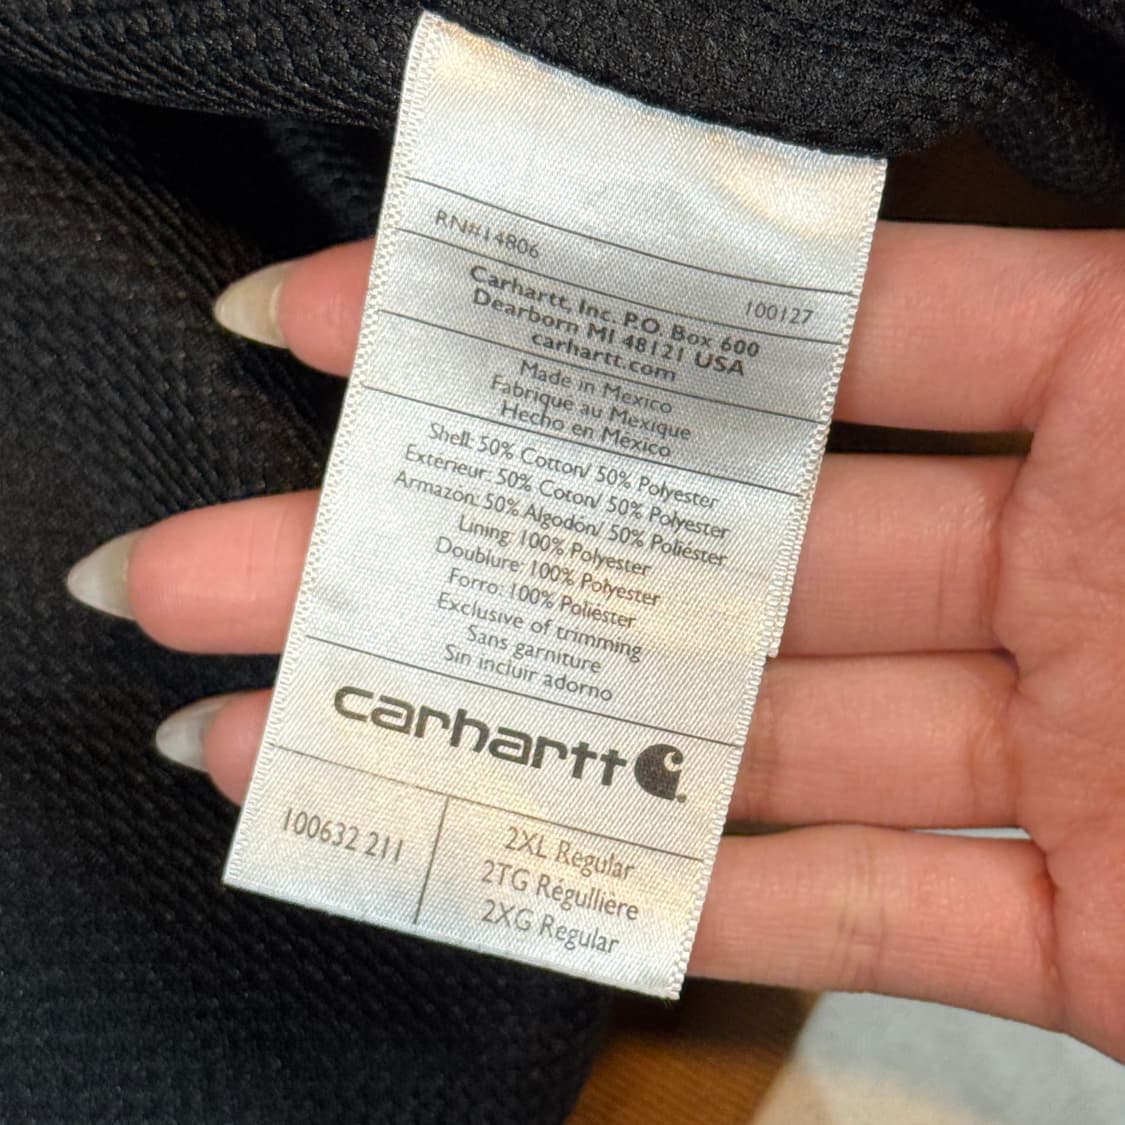 RN#14806
100127
Carhartt, Inc. P.O. Box 600
Dearborn MI 48121 USA
carhartt.com
Made in Mexico
Fabriqué au Mexique
Hecho en México
Shell: 50% Cotton/ 50% Polyester
Extérieur: 50% Coton/ 50% Polyester
Armazón: 50% Algodón/ 50% Poliéster
Lining: 100% Polyester
Doublure: 100% Polyester
Forro: 100% Poliester
Exclusive of trimming
Sans garniture
Sin incluir adorno
carhartt
100632 211
2XL Regular
2TG Régullière
2XG Regular